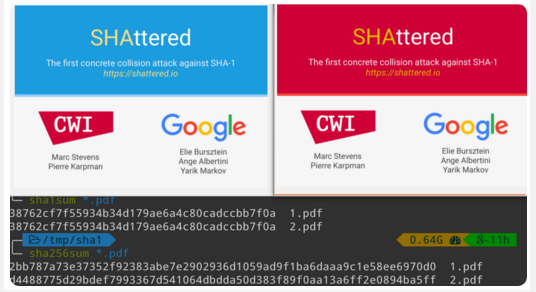 SHAttered
The first concrete collision attack against SHA-1
https://shattered.io
CWI
Google
Marc Stevens
Pierre Karpman
Elie Bursztein
Ange Albertini
Yarik Markov
SHAttered
The first concrete collision attack against SHA-1
https://shattered.io
CWI
Google
Marc Stevens
Pierre Karpman
Elie Bursztein
Ange Albertini
Yarik Markov
sha1sum *.pdf
38762cf7f55934b34d179ae6a4c80cadccbb7f0a 1.pdf
38762cf7f55934b34d179ae6a4c80cadccbb7f0a 2.pdf
/tmp/sha1 0.64G 8-11h
sha256sum *.pdf
2bb787a73e37352f92383abe7e2902936d1059ad9f1ba6daaa9c1e58ee6970d0 1.pdf
d4488775d29bdef7993367d541064dbdda50d383f89f0aa13a6ff2e0894ba5ff 2.pdf